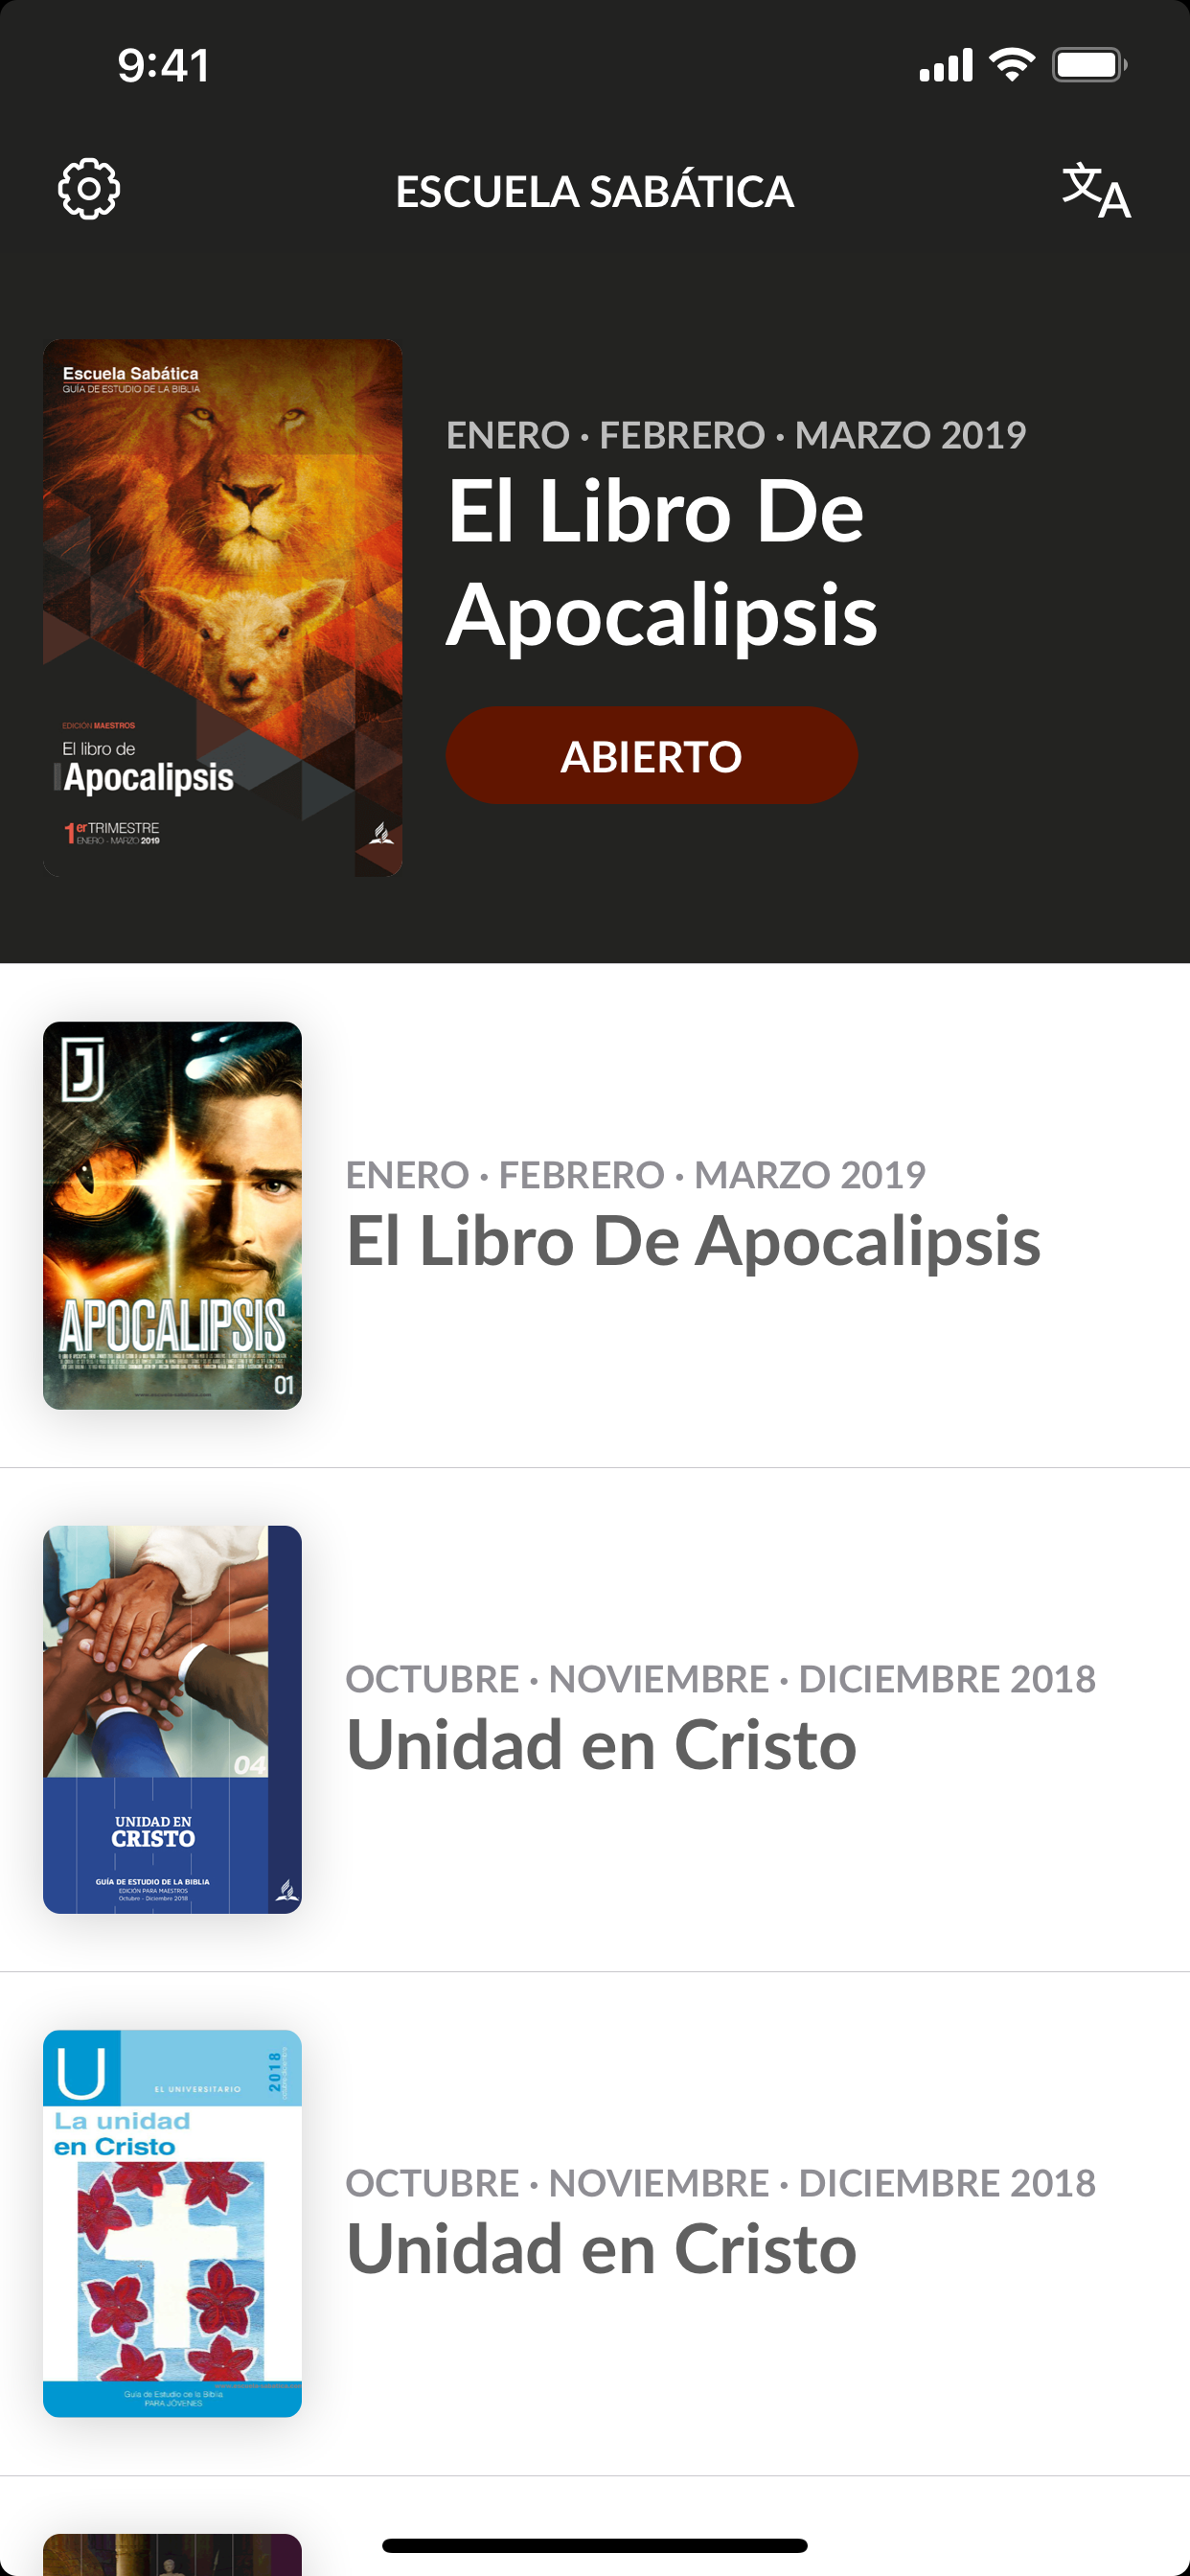 9:41
文A
ESCUELA SABÁTICA
Escuela Sabática
GUÍA DE ESTUDIO DE LA BIBLIA
EDICIÓN MAESTROS
El libro de
Apocalipsis
1er TRIMESTRE
ENERO - MARZO 2019
ENERO · FEBRERO · MARZO 2019
El Libro De
Apocalipsis
ABIERTO
J
APOCALIPSIS
01
ENERO · FEBRERO · MARZO 2019
El Libro De Apocalipsis
04
UNIDAD EN
CRISTO
GUÍA DE ESTUDIO DE LA BIBLIA
EDICIÓN PARA MAESTROS
Octubre - Diciembre 2018
OCTUBRE · NOVIEMBRE · DICIEMBRE 2018
Unidad en Cristo
U
EL UNIVERSITARIO
2018
La unidad
en Cristo
Guía de Estudio de la Biblia
PARA JÓVENES
OCTUBRE · NOVIEMBRE · DICIEMBRE 2018
Unidad en Cristo